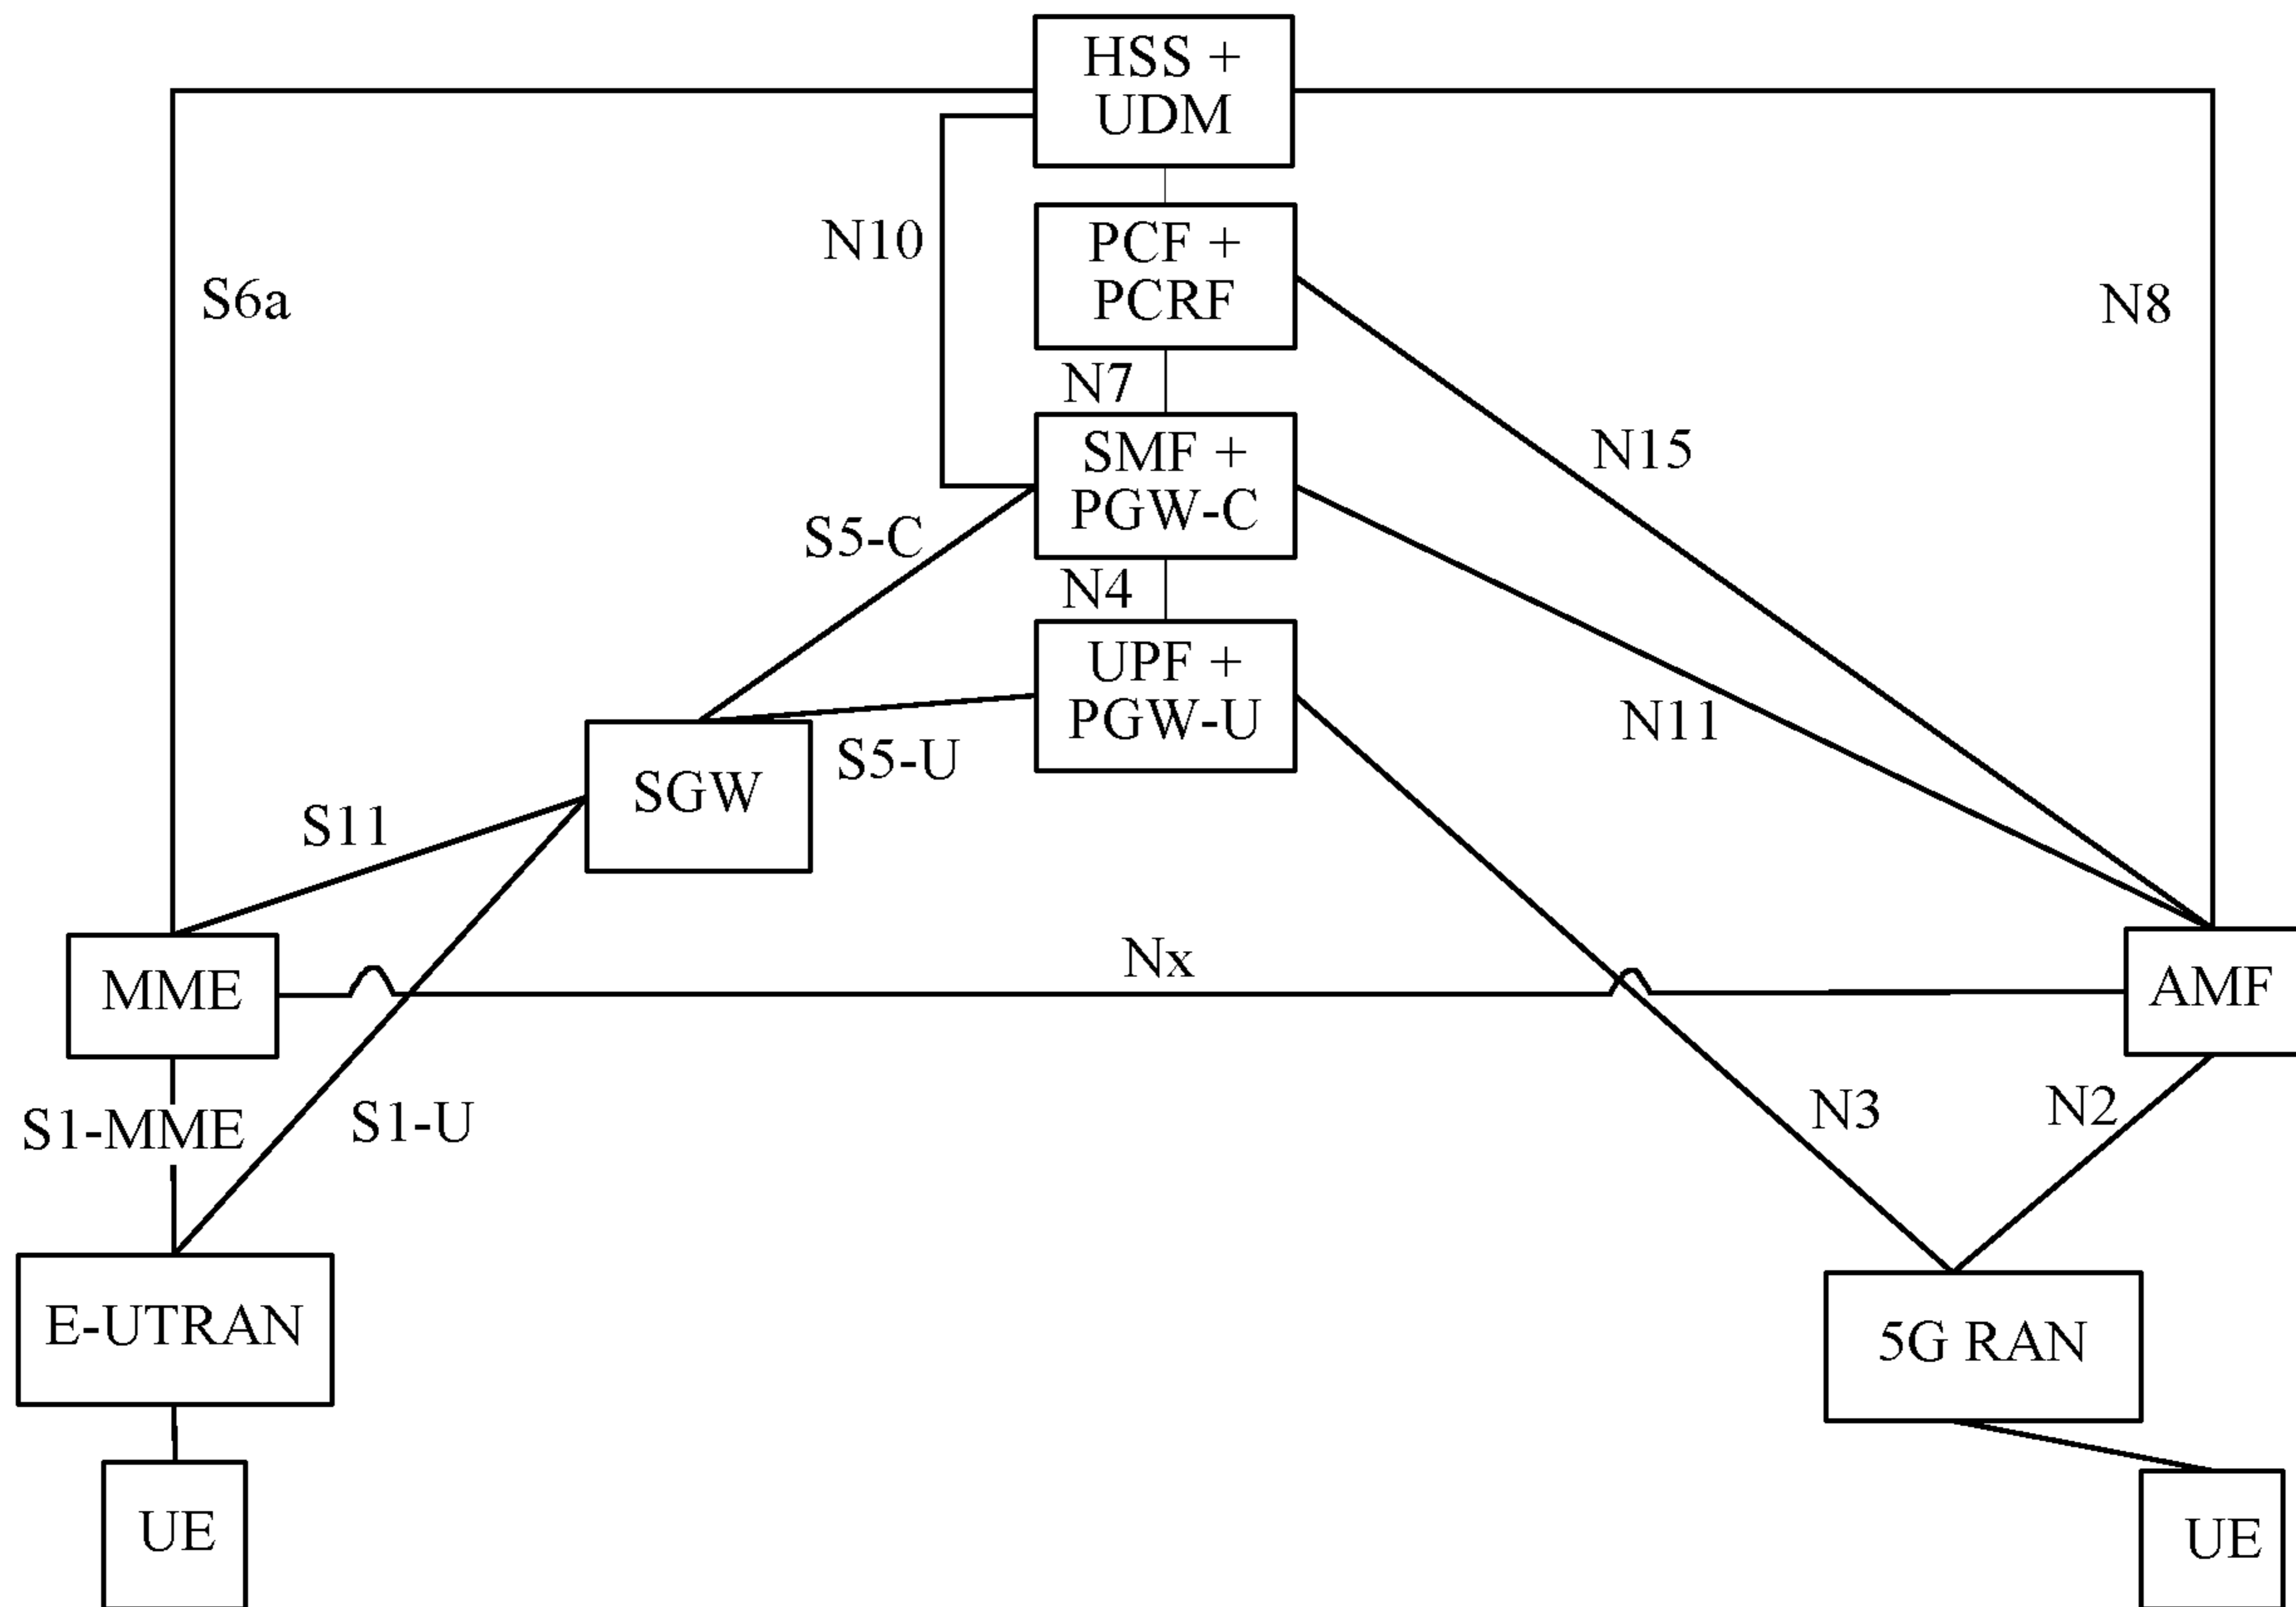 HSS +
UDM
N10
PCF +
PCRF
S6a
N8
N7
SMF +
PGW-C
N15
S5-C
N4
UPF +
PGW-U
N11
S5-U
SGW
S11
Nx
MME
AMF
S1-MME
S1-U
N3
N2
E-UTRAN
5G RAN
UE
UE